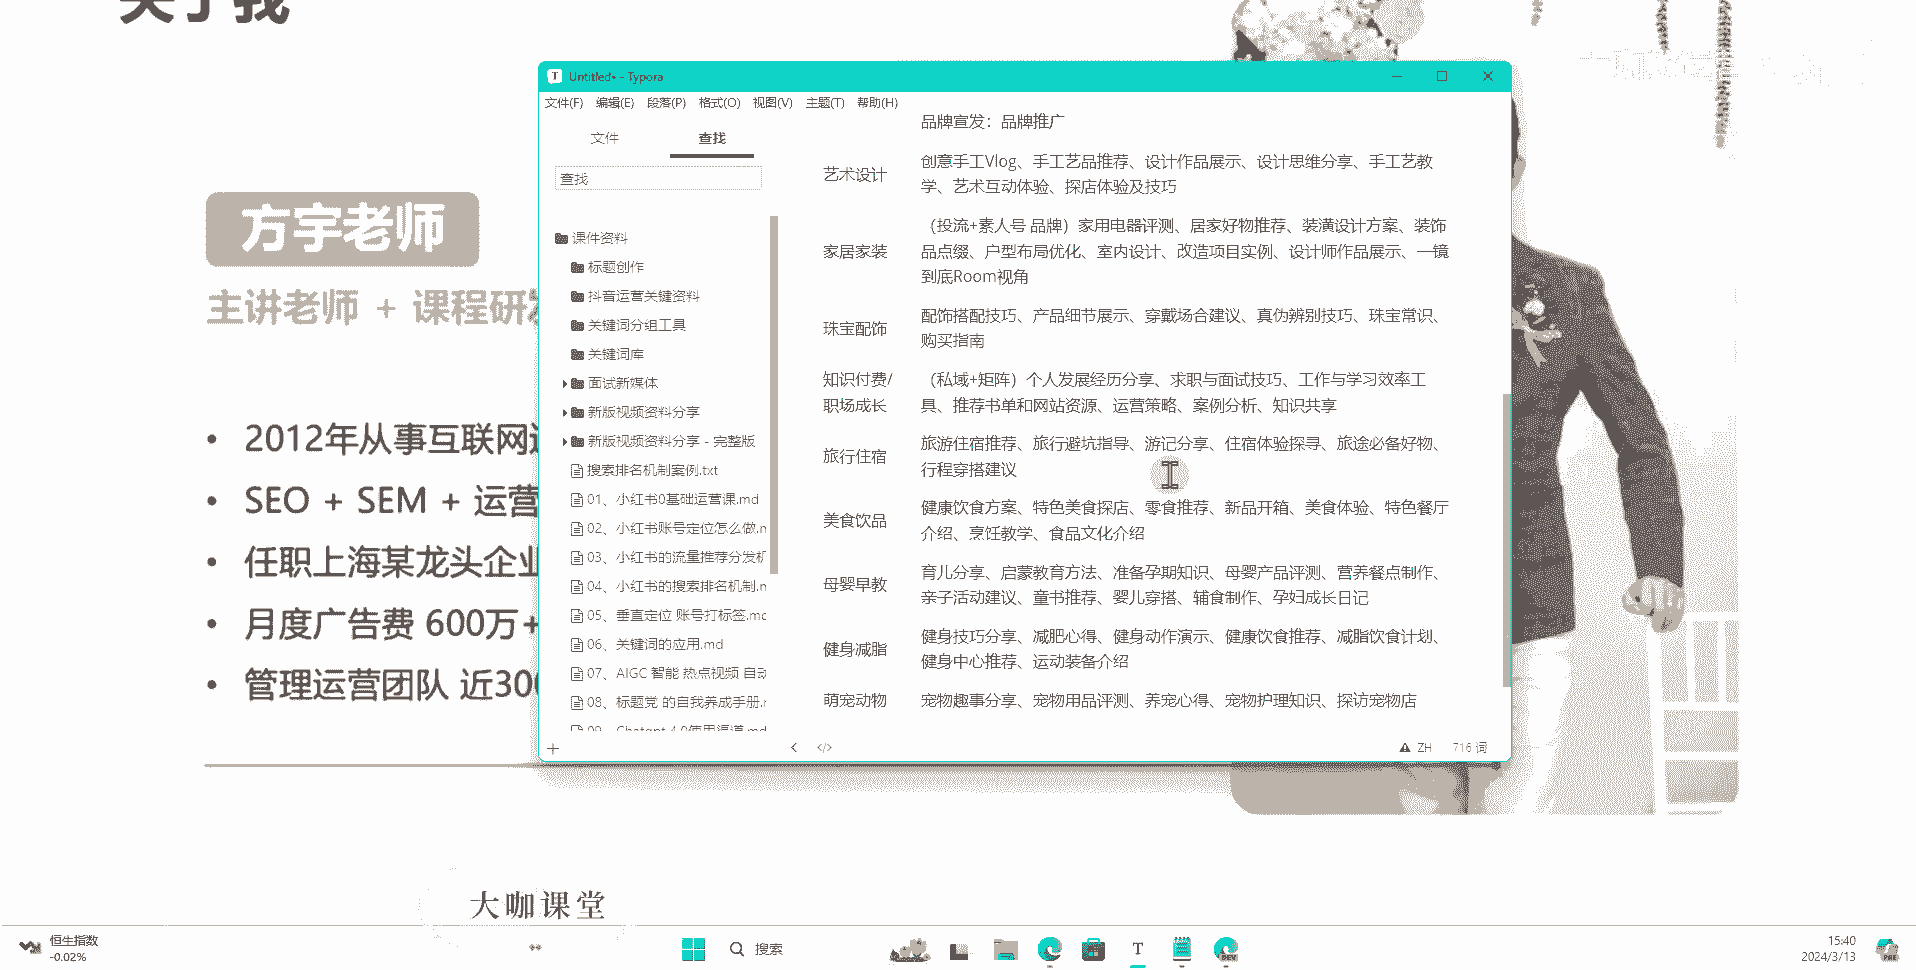 关于我
方宇老师
主讲老师 + 课程研
2012年从事互联网
SEO + SEM + 运营
任职上海某龙头企业
月度广告费 600万+
管理运营团队 近30
Untitled• - Typora
文件(F) 编辑(E) 段落(P) 格式(O) 视图(V) 主题(T) 帮助(H)
文件 查找
查找
课件资料
标题创作
抖音运营关键资料
关键词分组工具
关键词库
面试新媒体
新版视频资料分享
新版视频资料分享 - 完整版
搜索排名机制案例.txt
01、小红书0基础运营课.md
02、小红书账号定位怎么做.m
03、小红书的流量推荐分发机
04、小红书的搜索排名机制.m
05、垂直定位 账号打标签.md
06、关键词的应用.md
07、AIGC 智能 热点视频 自动
08、标题党 的自我养成手册.m
09、Chatgpt 4.0使用渠道.md
品牌宣发：品牌推广
艺术设计
创意手工Vlog、手工艺品推荐、设计作品展示、设计思维分享、手工艺教
学、艺术互动体验、探店体验及技巧
家居家装
（投流+素人号 品牌）家用电器评测、居家好物推荐、装潢设计方案、装饰
品点缀、户型布局优化、室内设计、改造项目实例、设计师作品展示、一镜
到底Room视角
珠宝配饰
配饰搭配技巧、产品细节展示、穿戴场合建议、真伪辨别技巧、珠宝常识、
购买指南
知识付费/
职场成长
（私域+矩阵）个人发展经历分享、求职与面试技巧、工作与学习效率工
具、推荐书单和网站资源、运营策略、案例分析、知识共享
旅行住宿
旅游住宿推荐、旅行避坑指导、游记分享、住宿体验探寻、旅途必备好物、
行程穿搭建议
美食饮品
健康饮食方案、特色美食探店、零食推荐、新品开箱、美食体验、特色餐厅
介绍、烹饪教学、食品文化介绍
母婴早教
育儿分享、启蒙教育方法、准备孕期知识、母婴产品评测、营养餐点制作、
亲子活动建议、童书推荐、婴儿穿搭、辅食制作、孕妇成长日记
健身减脂
健身技巧分享、减肥心得、健身动作演示、健康饮食推荐、减脂饮食计划、
健身中心推荐、运动装备介绍
萌宠动物
宠物趣事分享、宠物用品评测、养宠心得、宠物护理知识、探访宠物店
ZH 716 词
大咖课堂
恒生指数
-0.02%
搜索
15:40
2024/3/13